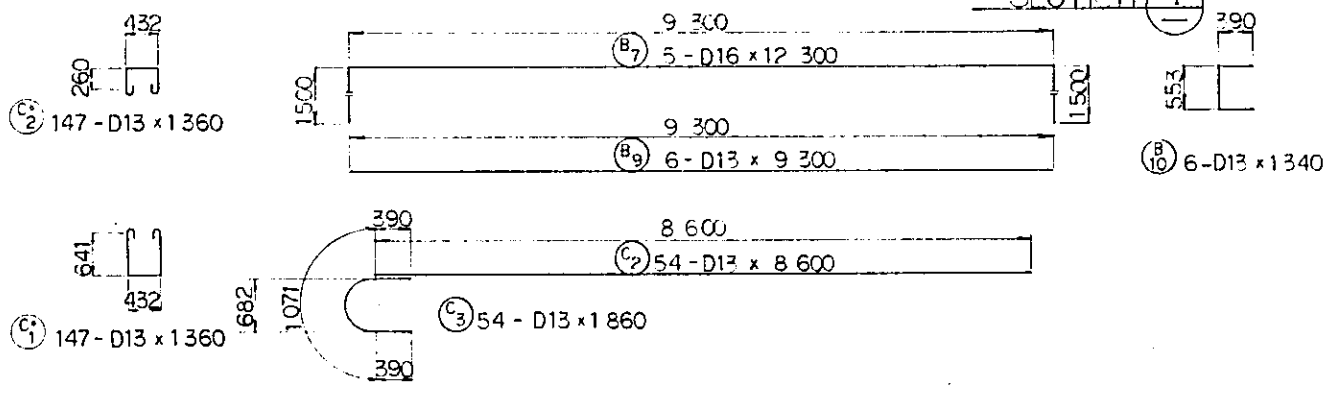 432
260
C2 147 - D13 × 1360
9 300
B7 5 - D16 × 12 300
1500
1500
9 300
B9 6 - D13 × 9 300
390
553
B10 6 - D13 × 1340
641
432
C1 147 - D13 × 1360
390
8 600
C2 54 - D13 × 8 600
682
1071
C3 54 - D13 × 1860
390